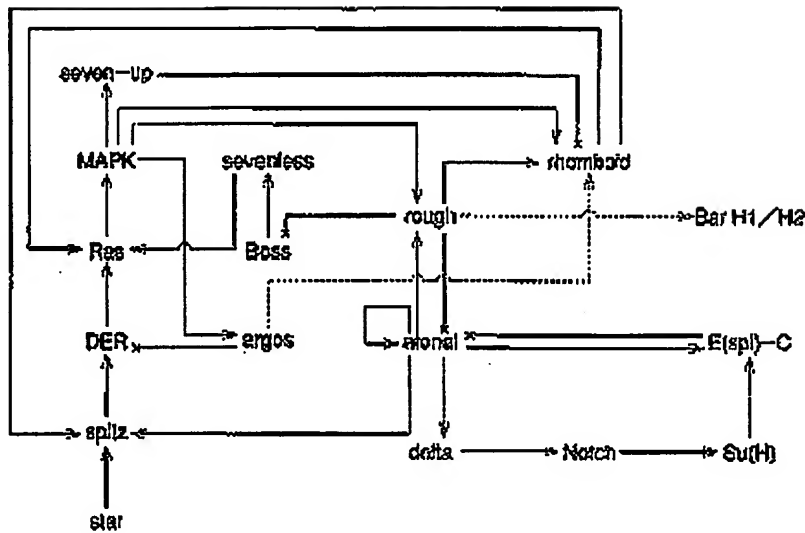 seven-up
MAPK sevenless rhomboid
rough Bar H1/H2
Ras Boss
DER argos atonal E(spl)-C
spitz
delta Notch Su(H)
star